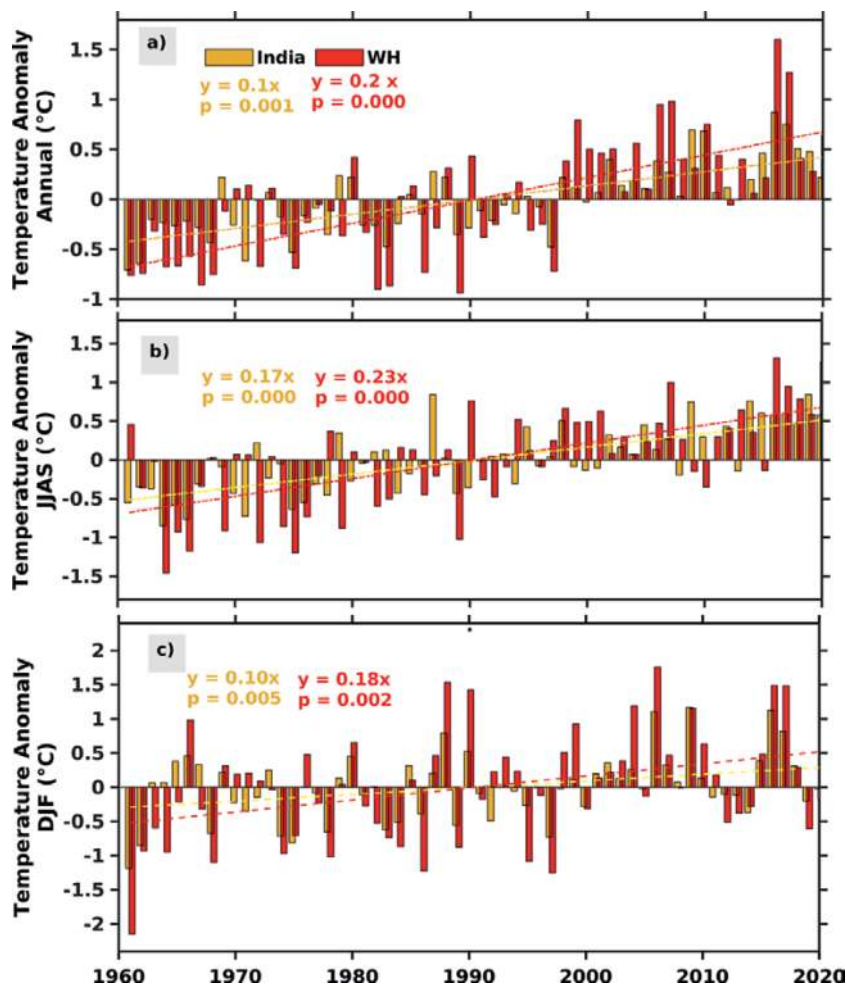 a)
India WH
y = 0.1x y = 0.2 x
p = 0.001 p = 0.000
Temperature Anomaly
Annual (°C)
1.5
1
0.5
0
-0.5
-1
b)
y = 0.17x y = 0.23x
p = 0.000 p = 0.000
Temperature Anomaly
JJAS (°C)
1.5
1
0.5
0
-0.5
-1
-1.5
c)
y = 0.10x y = 0.18x
p = 0.005 p = 0.002
Temperature Anomaly
DJF (°C)
2
1.5
1
0.5
0
-0.5
-1
-1.5
-2
1960 1970 1980 1990 2000 2010 2020